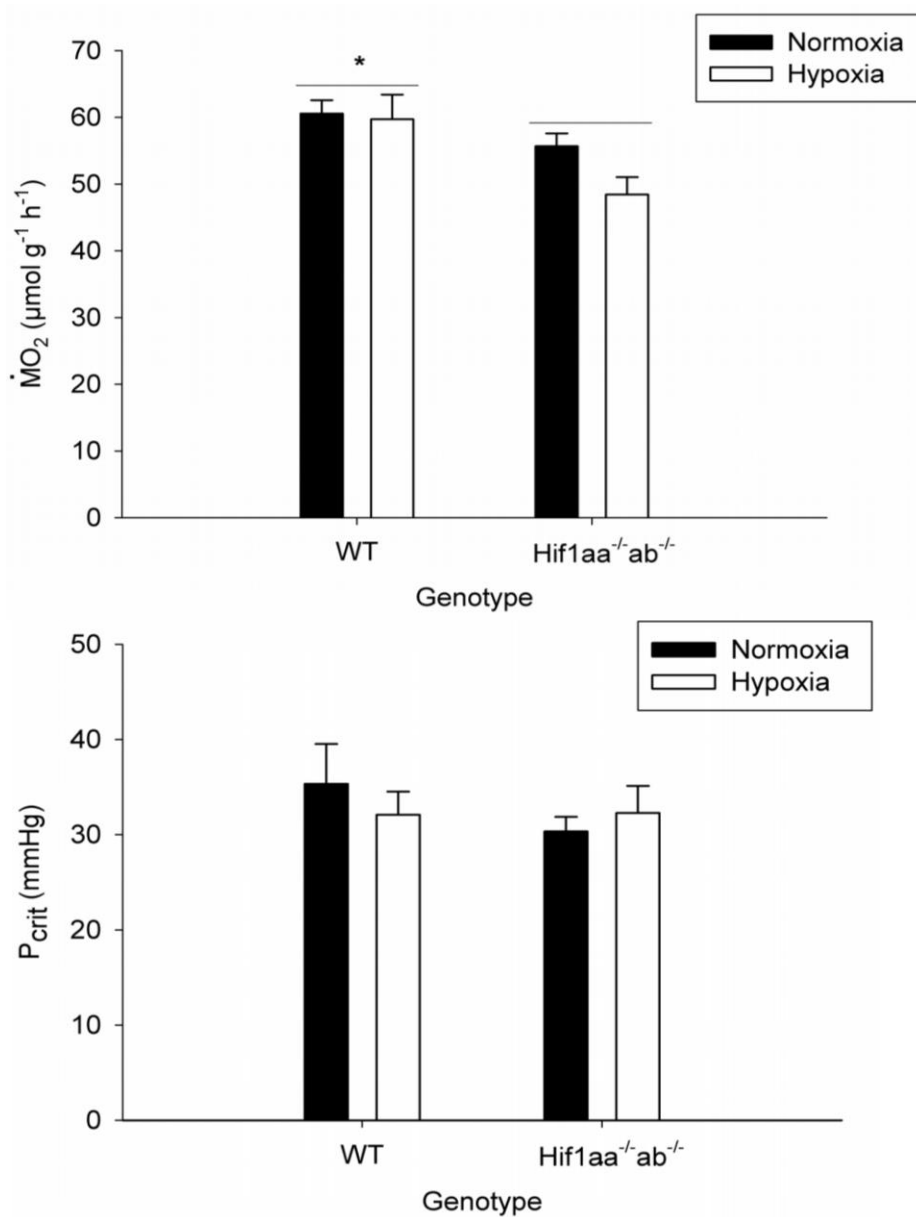 Normoxia
Hypoxia
70
60
50
40
30
20
10
0
*
ṀO₂ (µmol g⁻¹ h⁻¹)
WT
Hif1aa⁻/⁻ab⁻/⁻
Genotype
Normoxia
Hypoxia
50
40
30
20
10
0
Pcrit (mmHg)
WT
Hif1aa⁻/⁻ab⁻/⁻
Genotype